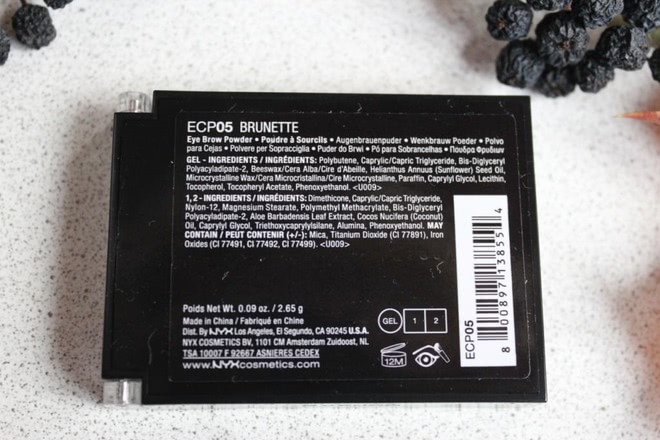 ECP05 BRUNETTE
Eye Brow Powder • Poudre à Sourcils • Augenbrauenpuder • Wenkbrauw Poeder • Polvo
para Cejas • Polvere per Sopracciglia • Puder do Brwi • Pó para Sobrancelhas • Πουδρα Φρυδιων
GEL - INGREDIENTS / INGRÉDIENTS: Polybutene, Caprylic/Capric Triglyceride, Bis-Diglyceryl
Polyacyladipate-2, Beeswax/Cera Alba/Cire d'Abeille, Helianthus Annuus (Sunflower) Seed Oil,
Microcrystalline Wax/Cera Microcristallina/Cire Microcrystalline, Paraffin, Caprylyl Glycol, Lecithin,
Tocopherol, Tocopheryl Acetate, Phenoxyethanol. <U009>
1, 2 - INGREDIENTS / INGRÉDIENTS: Dimethicone, Caprylic/Capric Triglyceride,
Nylon-12, Magnesium Stearate, Polymethyl Methacrylate, Bis-Diglyceryl
Polyacyladipate-2, Aloe Barbadensis Leaf Extract, Cocos Nucifera (Coconut)
Oil, Caprylyl Glycol, Triethoxycaprylylsilane, Alumina, Phenoxyethanol. MAY
CONTAIN / PEUT CONTENIR (+/-): Mica, Titanium Dioxide (CI 77891), Iron
Oxides (CI 77491, CI 77492, CI 77499). <U009>
Poids Net Wt. 0.09 oz. / 2.65 g
Made in China / Fabriqué en Chine
Dist. By NYX Los Angeles, El Segundo, CA 90245 U.S.A.
NYX COSMETICS BV, 1101 CM Amsterdam Zuidoost, NL
TSA 10007 F 92667 ASNIERES CEDEX
www.NYXcosmetics.com
GEL 1 2
12M
ECP05
8 00897 13855 4